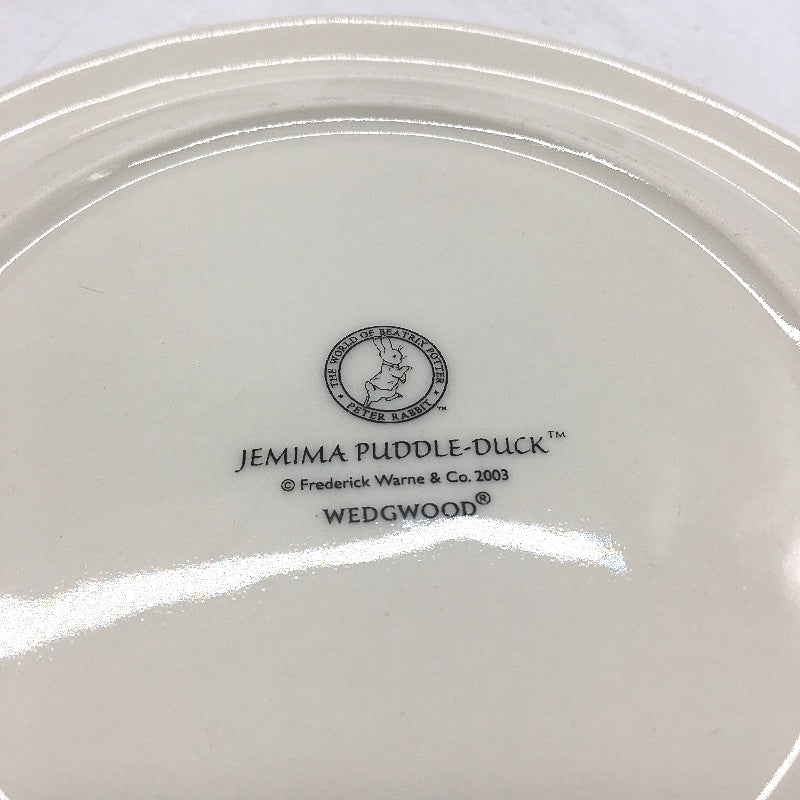 THE WORLD OF BEATRIX POTTER
PETER RABBIT ™
JEMIMA PUDDLE-DUCK™
© Frederick Warne & Co. 2003
WEDGWOOD®